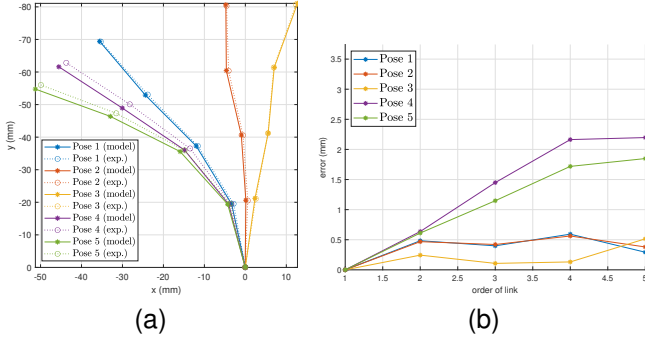 -80
-70
-60
-50
-40
-30
-20
-10
0
y (mm)
-50 -40 -30 -20 -10 0 10
x (mm)
Pose 1 (model)
Pose 1 (exp.)
Pose 2 (model)
Pose 2 (exp.)
Pose 3 (model)
Pose 3 (exp.)
Pose 4 (model)
Pose 4 (exp.)
Pose 5 (model)
Pose 5 (exp.)
(a)
3.5
3
2.5
2
1.5
1
0.5
0
error (mm)
1 1.5 2 2.5 3 3.5 4 4.5 5
order of link
Pose 1
Pose 2
Pose 3
Pose 4
Pose 5
(b)